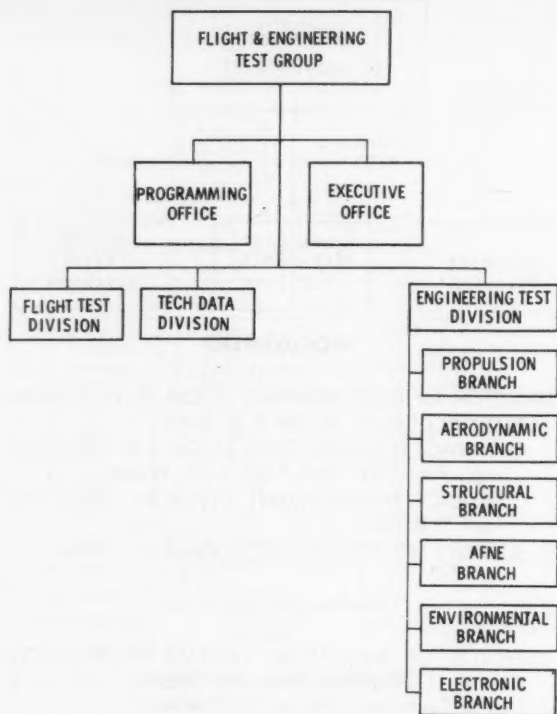 FLIGHT & ENGINEERING
TEST GROUP
PROGRAMMING
OFFICE
EXECUTIVE
OFFICE
FLIGHT TEST
DIVISION
TECH DATA
DIVISION
ENGINEERING TEST
DIVISION
PROPULSION
BRANCH
AERODYNAMIC
BRANCH
STRUCTURAL
BRANCH
AFNE
BRANCH
ENVIRONMENTAL
BRANCH
ELECTRONIC
BRANCH